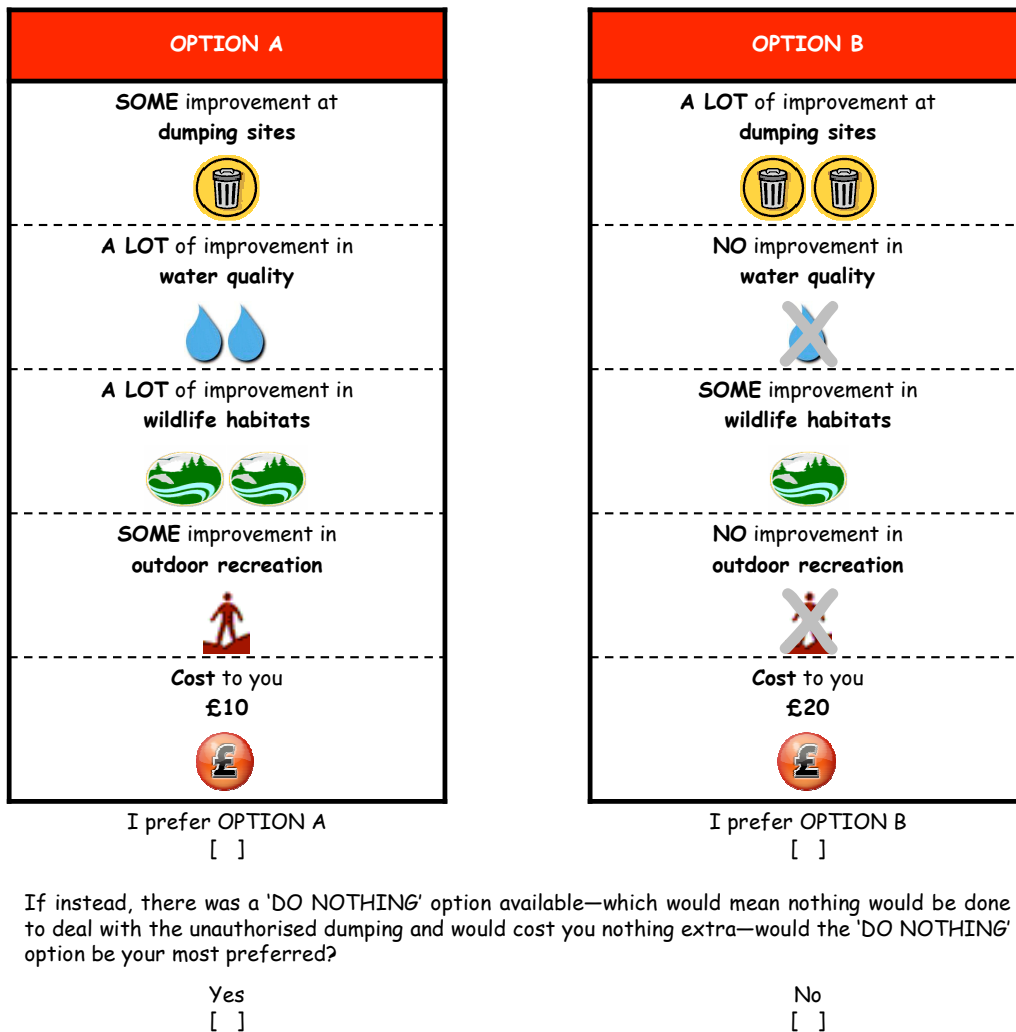 OPTION A
SOME improvement at
dumping sites
A LOT of improvement in
water quality
A LOT of improvement in
wildlife habitats
SOME improvement in
outdoor recreation
Cost to you
£10
£
I prefer OPTION A
[ ]
OPTION B
A LOT of improvement at
dumping sites
NO improvement in
water quality
SOME improvement in
wildlife habitats
NO improvement in
outdoor recreation
Cost to you
£20
£
I prefer OPTION B
[ ]
If instead, there was a ‘DO NOTHING’ option available—which would mean nothing would be done
to deal with the unauthorised dumping and would cost you nothing extra—would the ‘DO NOTHING’
option be your most preferred?
Yes
[ ]
No
[ ]